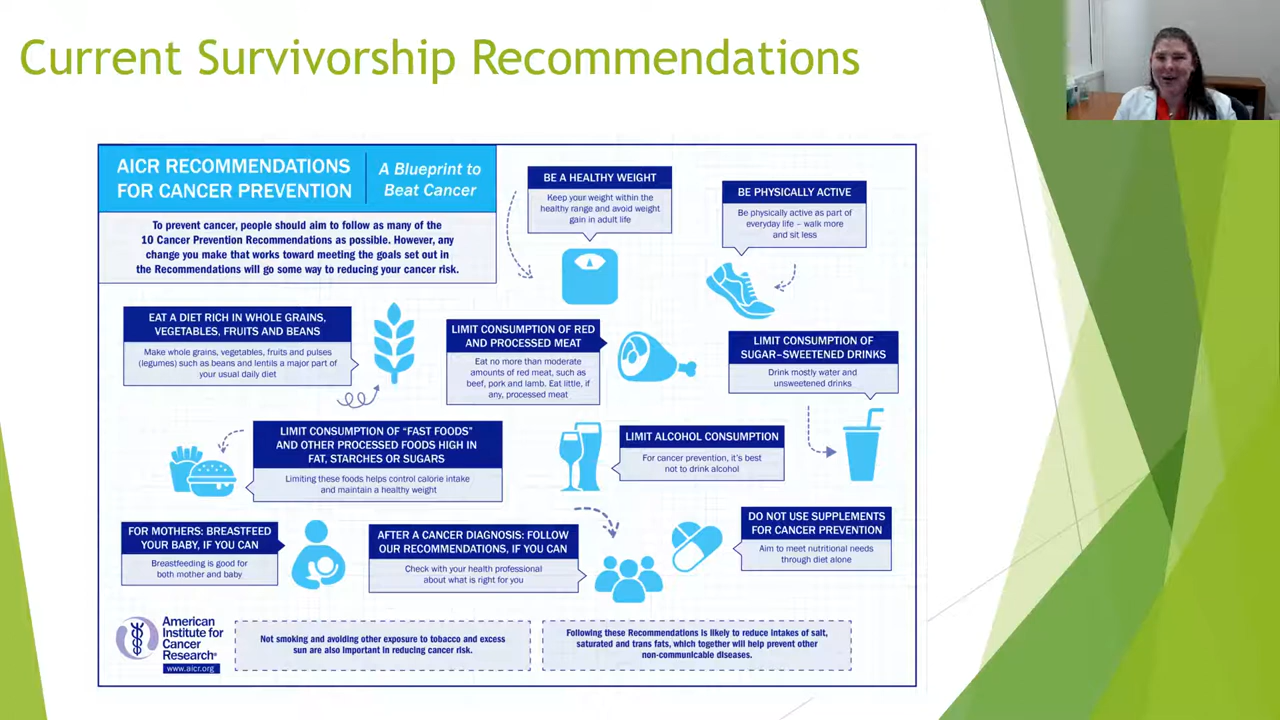 Current Survivorship Recommendations
AICR RECOMMENDATIONS
FOR CANCER PREVENTION
A Blueprint to
Beat Cancer
To prevent cancer, people should aim to follow as many of the
10 Cancer Prevention Recommendations as possible. However, any
change you make that works toward meeting the goals set out in
the Recommendations will go some way to reducing your cancer risk.
BE A HEALTHY WEIGHT
Keep your weight within the
healthy range and avoid weight
gain in adult life
BE PHYSICALLY ACTIVE
Be physically active as part of
everyday life – walk more
and sit less
EAT A DIET RICH IN WHOLE GRAINS,
VEGETABLES, FRUITS AND BEANS
Make whole grains, vegetables, fruits and pulses
(legumes) such as beans and lentils a major part of
your usual daily diet
LIMIT CONSUMPTION OF RED
AND PROCESSED MEAT
Eat no more than moderate
amounts of red meat, such as
beef, pork and lamb. Eat little, if
any, processed meat
LIMIT CONSUMPTION OF
SUGAR–SWEETENED DRINKS
Drink mostly water and
unsweetened drinks
LIMIT CONSUMPTION OF “FAST FOODS”
AND OTHER PROCESSED FOODS HIGH IN
FAT, STARCHES OR SUGARS
Limiting these foods helps control calorie intake
and maintain a healthy weight
LIMIT ALCOHOL CONSUMPTION
For cancer prevention, it’s best
not to drink alcohol
FOR MOTHERS: BREASTFEED
YOUR BABY, IF YOU CAN
Breastfeeding is good for
both mother and baby
AFTER A CANCER DIAGNOSIS: FOLLOW
OUR RECOMMENDATIONS, IF YOU CAN
Check with your health professional
about what is right for you
DO NOT USE SUPPLEMENTS
FOR CANCER PREVENTION
Aim to meet nutritional needs
through diet alone
American
Institute for
Cancer
Research®
www.aicr.org
Not smoking and avoiding other exposure to tobacco and excess
sun are also important in reducing cancer risk.
Following these Recommendations is likely to reduce intakes of salt,
saturated and trans fats, which together will help prevent other
non-communicable diseases.